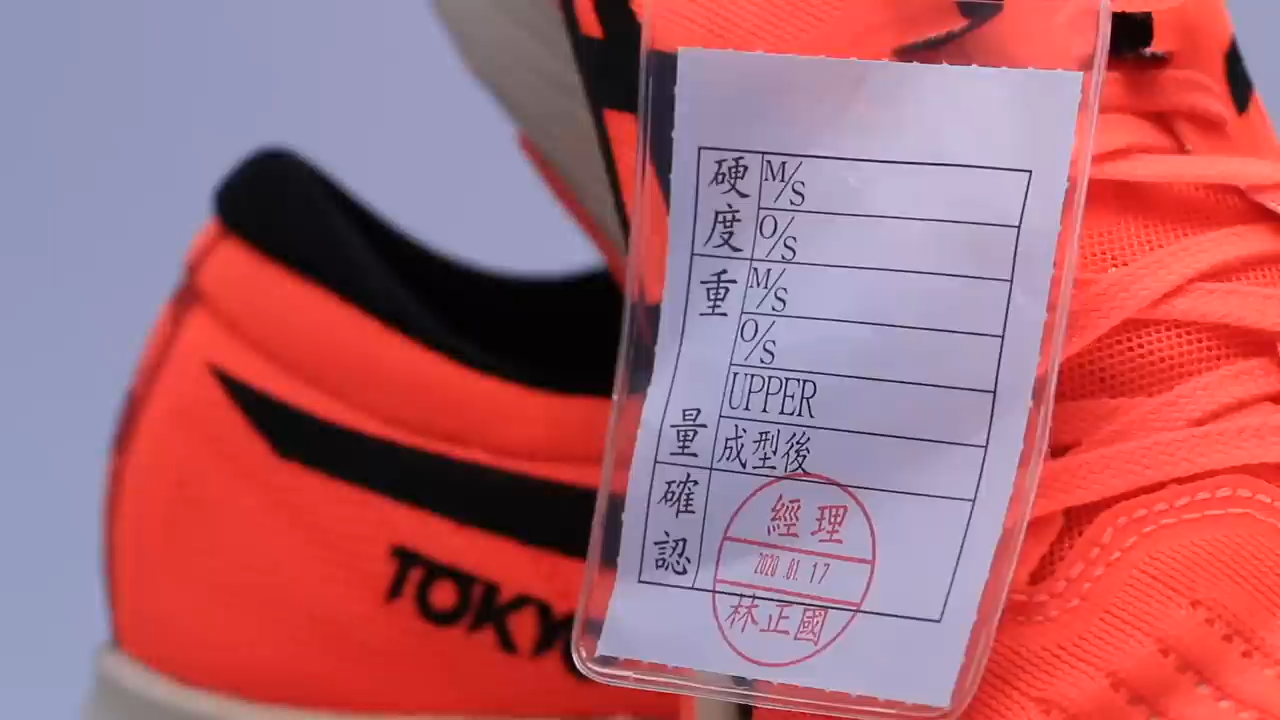 硬度
M/S
O/S
重量
M/S
O/S
UPPER
成型後
確認
經理
2020.01.17
林正國
TOKY